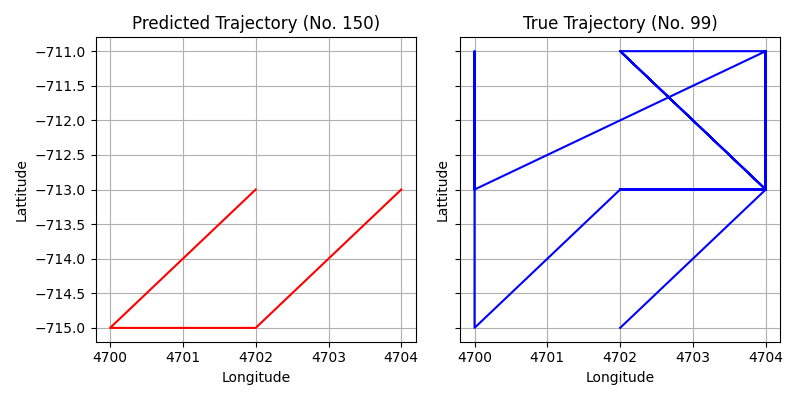 Predicted Trajectory (No. 150)
True Trajectory (No. 99)
Lattitude
−711.0
−711.5
−712.0
−712.5
−713.0
−713.5
−714.0
−714.5
−715.0
4700 4701 4702 4703 4704
Longitude
Lattitude
4700 4701 4702 4703 4704
Longitude